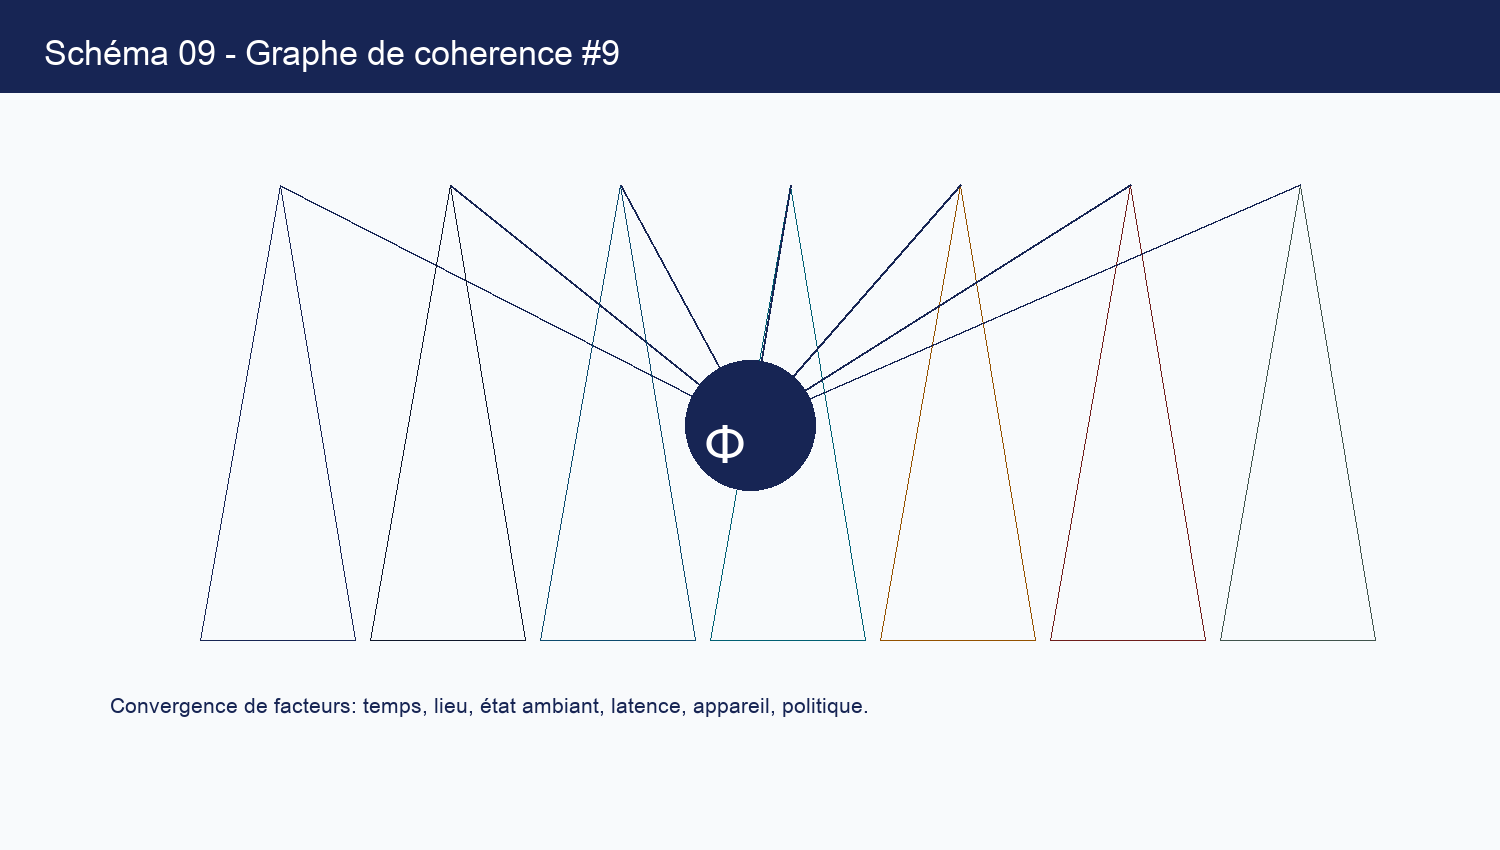 Schéma 09 - Graphe de coherence #9
Φ
Convergence de facteurs: temps, lieu, état ambiant, latence, appareil, politique.